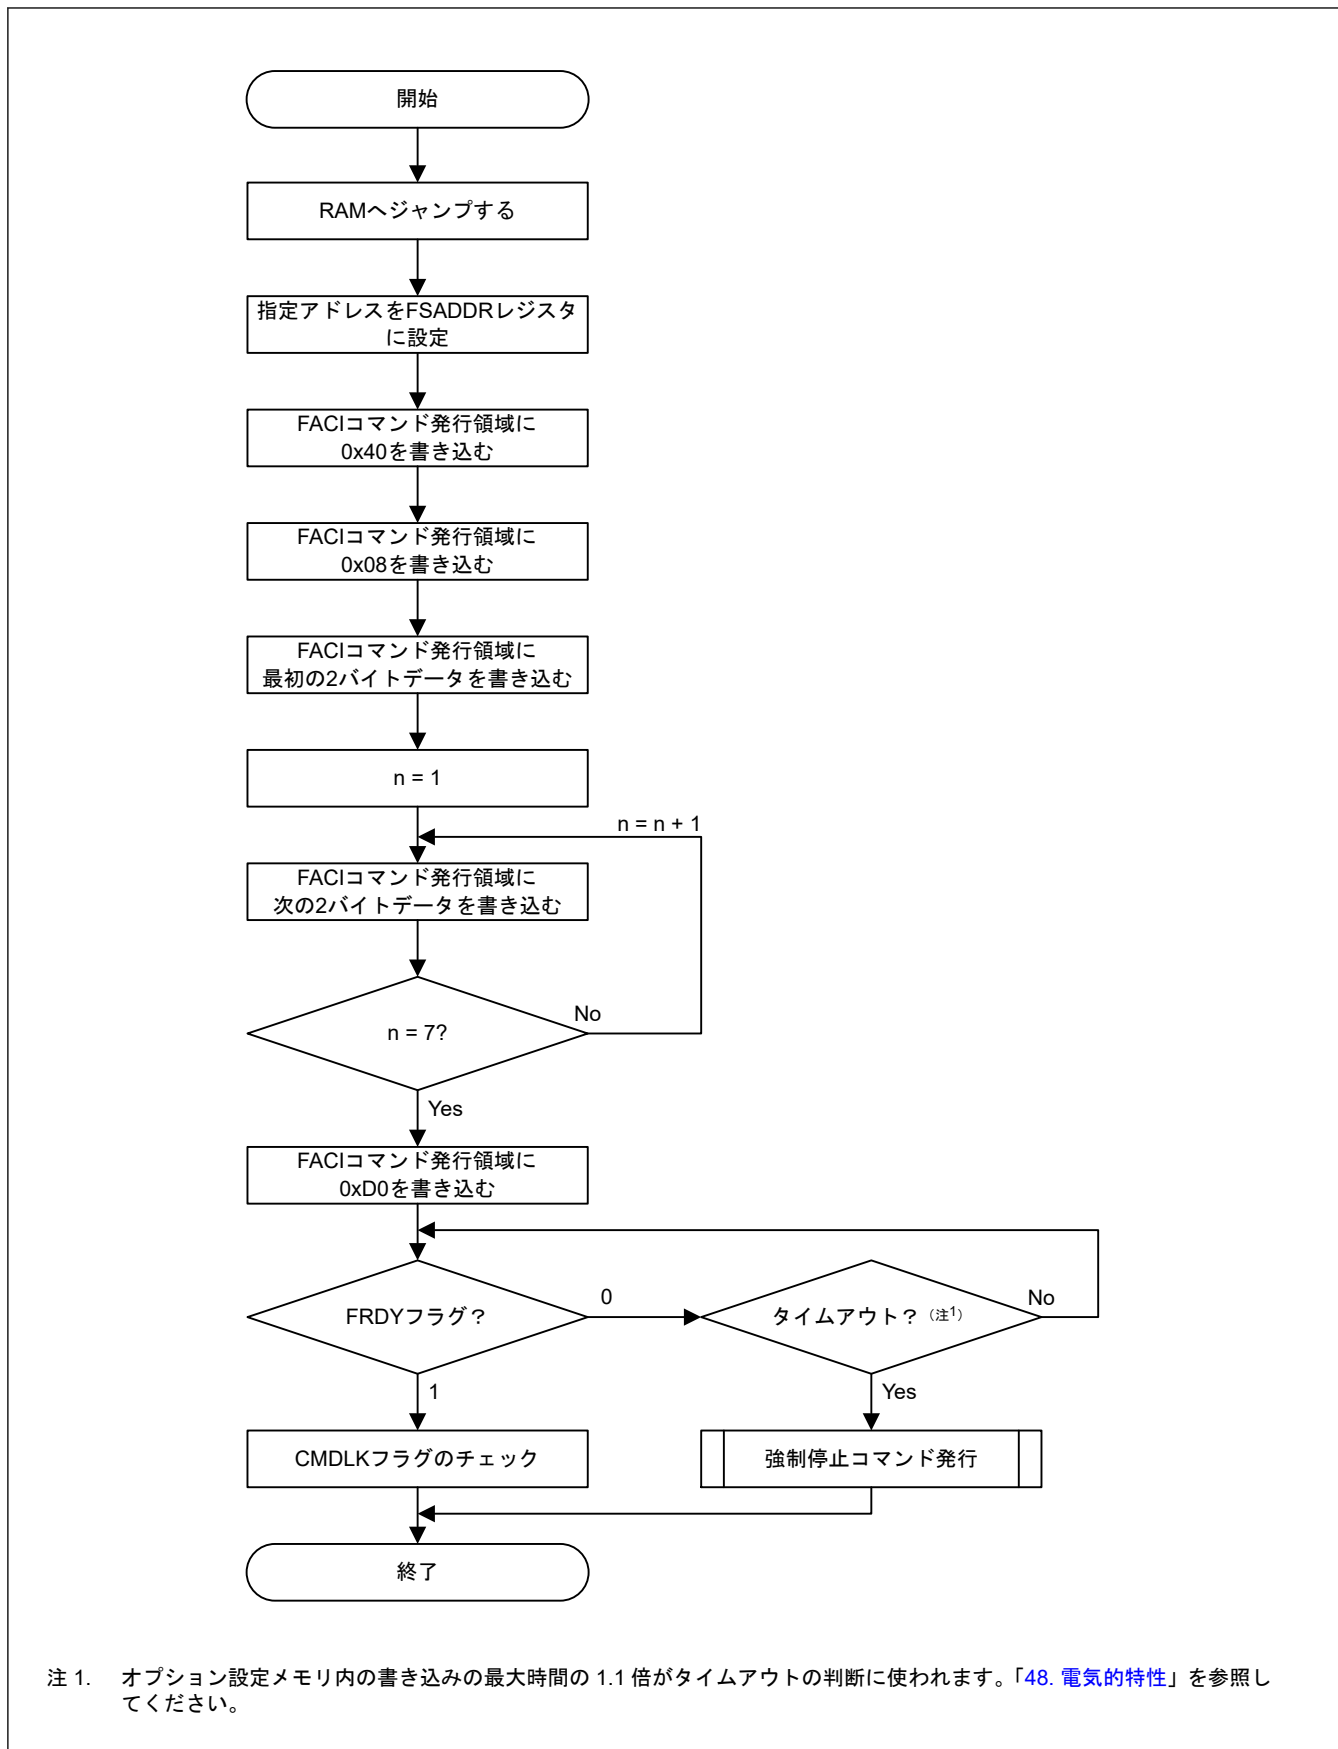 開始
RAMへジャンプする
指定アドレスをFSADDRレジスタ
に設定
FACIコマンド発行領域に
0x40を書き込む
FACIコマンド発行領域に
0x08を書き込む
FACIコマンド発行領域に
最初の2バイトデータを書き込む
n = 1
n = n + 1
FACIコマンド発行領域に
次の2バイトデータを書き込む
n = 7?
No
Yes
FACIコマンド発行領域に
0xD0を書き込む
FRDYフラグ？
0
タイムアウト？（注1）
No
1
Yes
CMDLKフラグのチェック
強制停止コマンド発行
終了
注 1. オプション設定メモリ内の書き込みの最大時間の 1.1 倍がタイムアウトの判断に使われます。「48. 電気的特性」を参照し
てください。